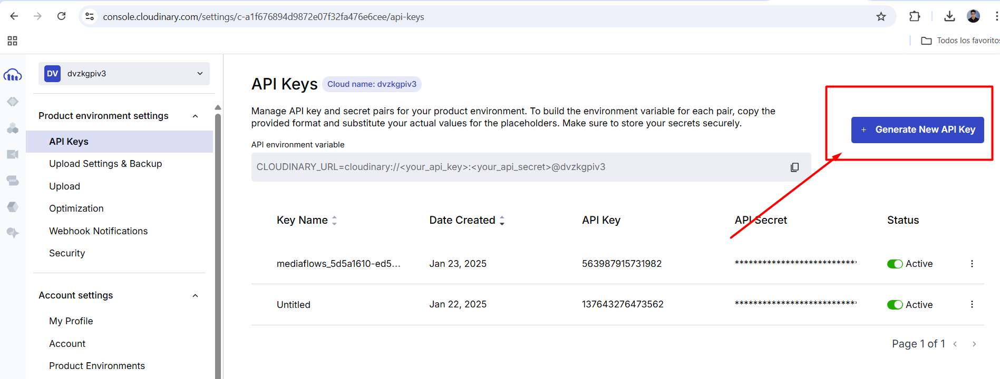 console.cloudinary.com/settings/c-a1f676894d9872e07f32fa476e6cee/api-keys
Todos los favoritos
DV dvzkgpiv3
Product environment settings
API Keys
Upload Settings & Backup
Upload
Optimization
Webhook Notifications
Security
Account settings
My Profile
Account
Product Environments
API Keys Cloud name: dvzkgpiv3
Manage API key and secret pairs for your product environment. To build the environment variable for each pair, copy the
provided format and substitute your actual values for the placeholders. Make sure to store your secrets securely.
+ Generate New API Key
API environment variable
CLOUDINARY_URL=cloudinary://<your_api_key>:<your_api_secret>@dvzkgpiv3
Key Name Date Created API Key API Secret Status
mediaflows_5d5a1610-ed5... Jan 23, 2025 563987915731982 *************************** Active
Untitled Jan 22, 2025 137643276473562 *************************** Active
Page 1 of 1